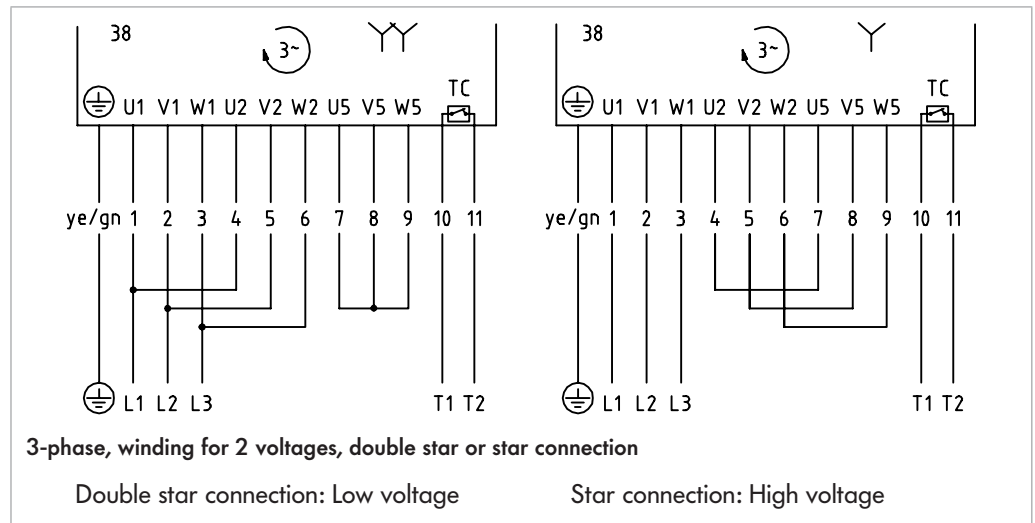 38 3~ 38 3~
TC TC
U1 V1 W1 U2 V2 W2 U5 V5 W5 U1 V1 W1 U2 V2 W2 U5 V5 W5
ye/gn 1 2 3 4 5 6 7 8 9 10 11 ye/gn 1 2 3 4 5 6 7 8 9 10 11
L1 L2 L3 T1 T2 L1 L2 L3 T1 T2
3-phase, winding for 2 voltages, double star or star connection
Double star connection: Low voltage Star connection: High voltage